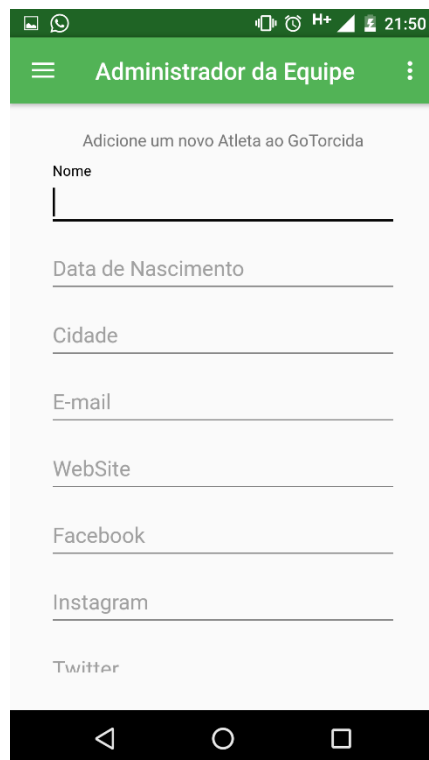 H+ 21:50
Administrador da Equipe
Adicione um novo Atleta ao GoTorcida
Nome
Data de Nascimento
Cidade
E-mail
WebSite
Facebook
Instagram
Twitter